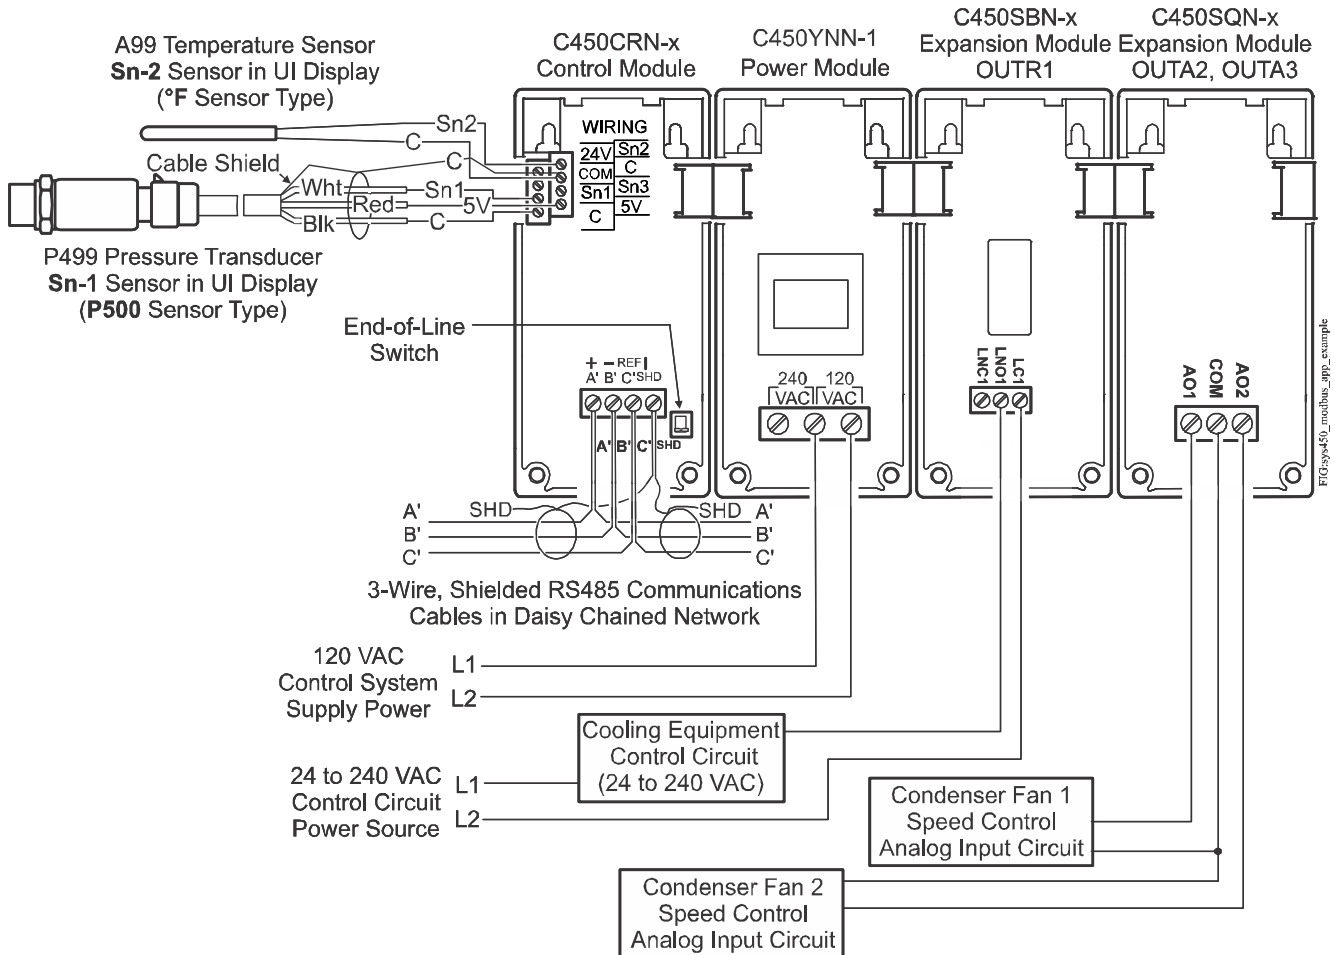 A99 Temperature Sensor
Sn-2 Sensor in UI Display
(°F Sensor Type)
C450CRN-x
Control Module
C450YNN-1
Power Module
C450SBN-x
Expansion Module
OUTR1
C450SQN-x
Expansion Module
OUTA2, OUTA3
Sn2
C
Cable Shield
C
Wht
Sn1
Red
5V
Blk
C
WIRING
24V Sn2
COM C
Sn1 Sn3
C 5V
P499 Pressure Transducer
Sn-1 Sensor in UI Display
(P500 Sensor Type)
End-of-Line
Switch
+ – REF
A' B' C' SHD
A' B' C' SHD
240 120
VAC VAC
LNC1
LNO1
LC1
AO1
COM
AO2
SHD SHD
A' A'
B' B'
C' C'
3-Wire, Shielded RS485 Communications
Cables in Daisy Chained Network
120 VAC
Control System
Supply Power
L1
L2
Cooling Equipment
Control Circuit
(24 to 240 VAC)
24 to 240 VAC
Control Circuit
Power Source
L1
L2
Condenser Fan 1
Speed Control
Analog Input Circuit
Condenser Fan 2
Speed Control
Analog Input Circuit
FIG:sys450_modbus_app_example